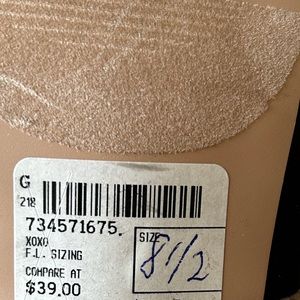 G
218
734571675.
XOXO
F.L. SIZING
COMPARE AT
$39.00
SIZE
8 1/2